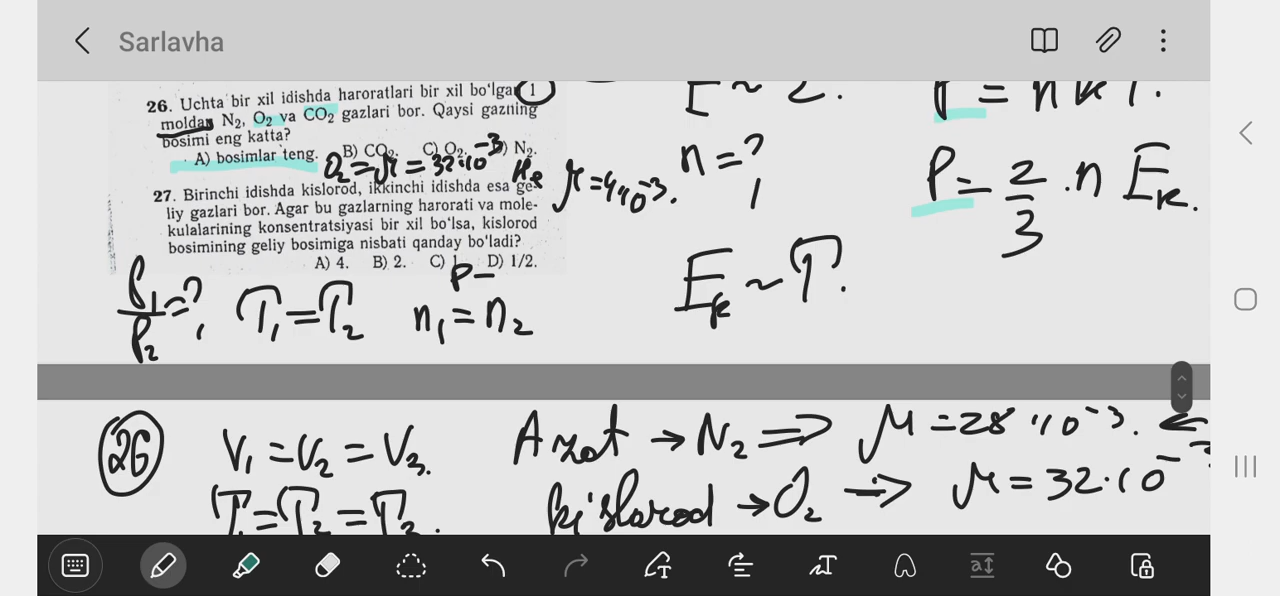 Sarlavha
26. Uchta bir xil idishda haroratlari bir xil bo'lgan 1
moldan N₂, O₂ va CO₂ gazlari bor. Qaysi gazning
bosimi eng katta?
A) bosimlar teng. B) CO₂. C) O₂. D) N₂.
O₂ = μ = 32·10⁻³ He μ = 4·10⁻³.
27. Birinchi idishda kislorod, ikkinchi idishda esa ge-
liy gazlari bor. Agar bu gazlarning harorati va mole-
kulalarining konsentratsiyasi bir xil bo'lsa, kislorod
bosimining geliy bosimiga nisbati qanday bo'ladi?
A) 4. B) 2. C) 1. D) 1/2.
P₁/P₂ = ? T₁ = T₂ n₁ = n₂
P =
n = ?
P = n k T.
P = 2/3 · n Eₖ.
Eₖ ~ T.
26 V₁ = V₂ = V₃. Azot → N₂ ⇒ μ = 28·10⁻³. ⇐
T₁ = T₂ = T₂. kislorod → O₂ → μ = 32·10⁻